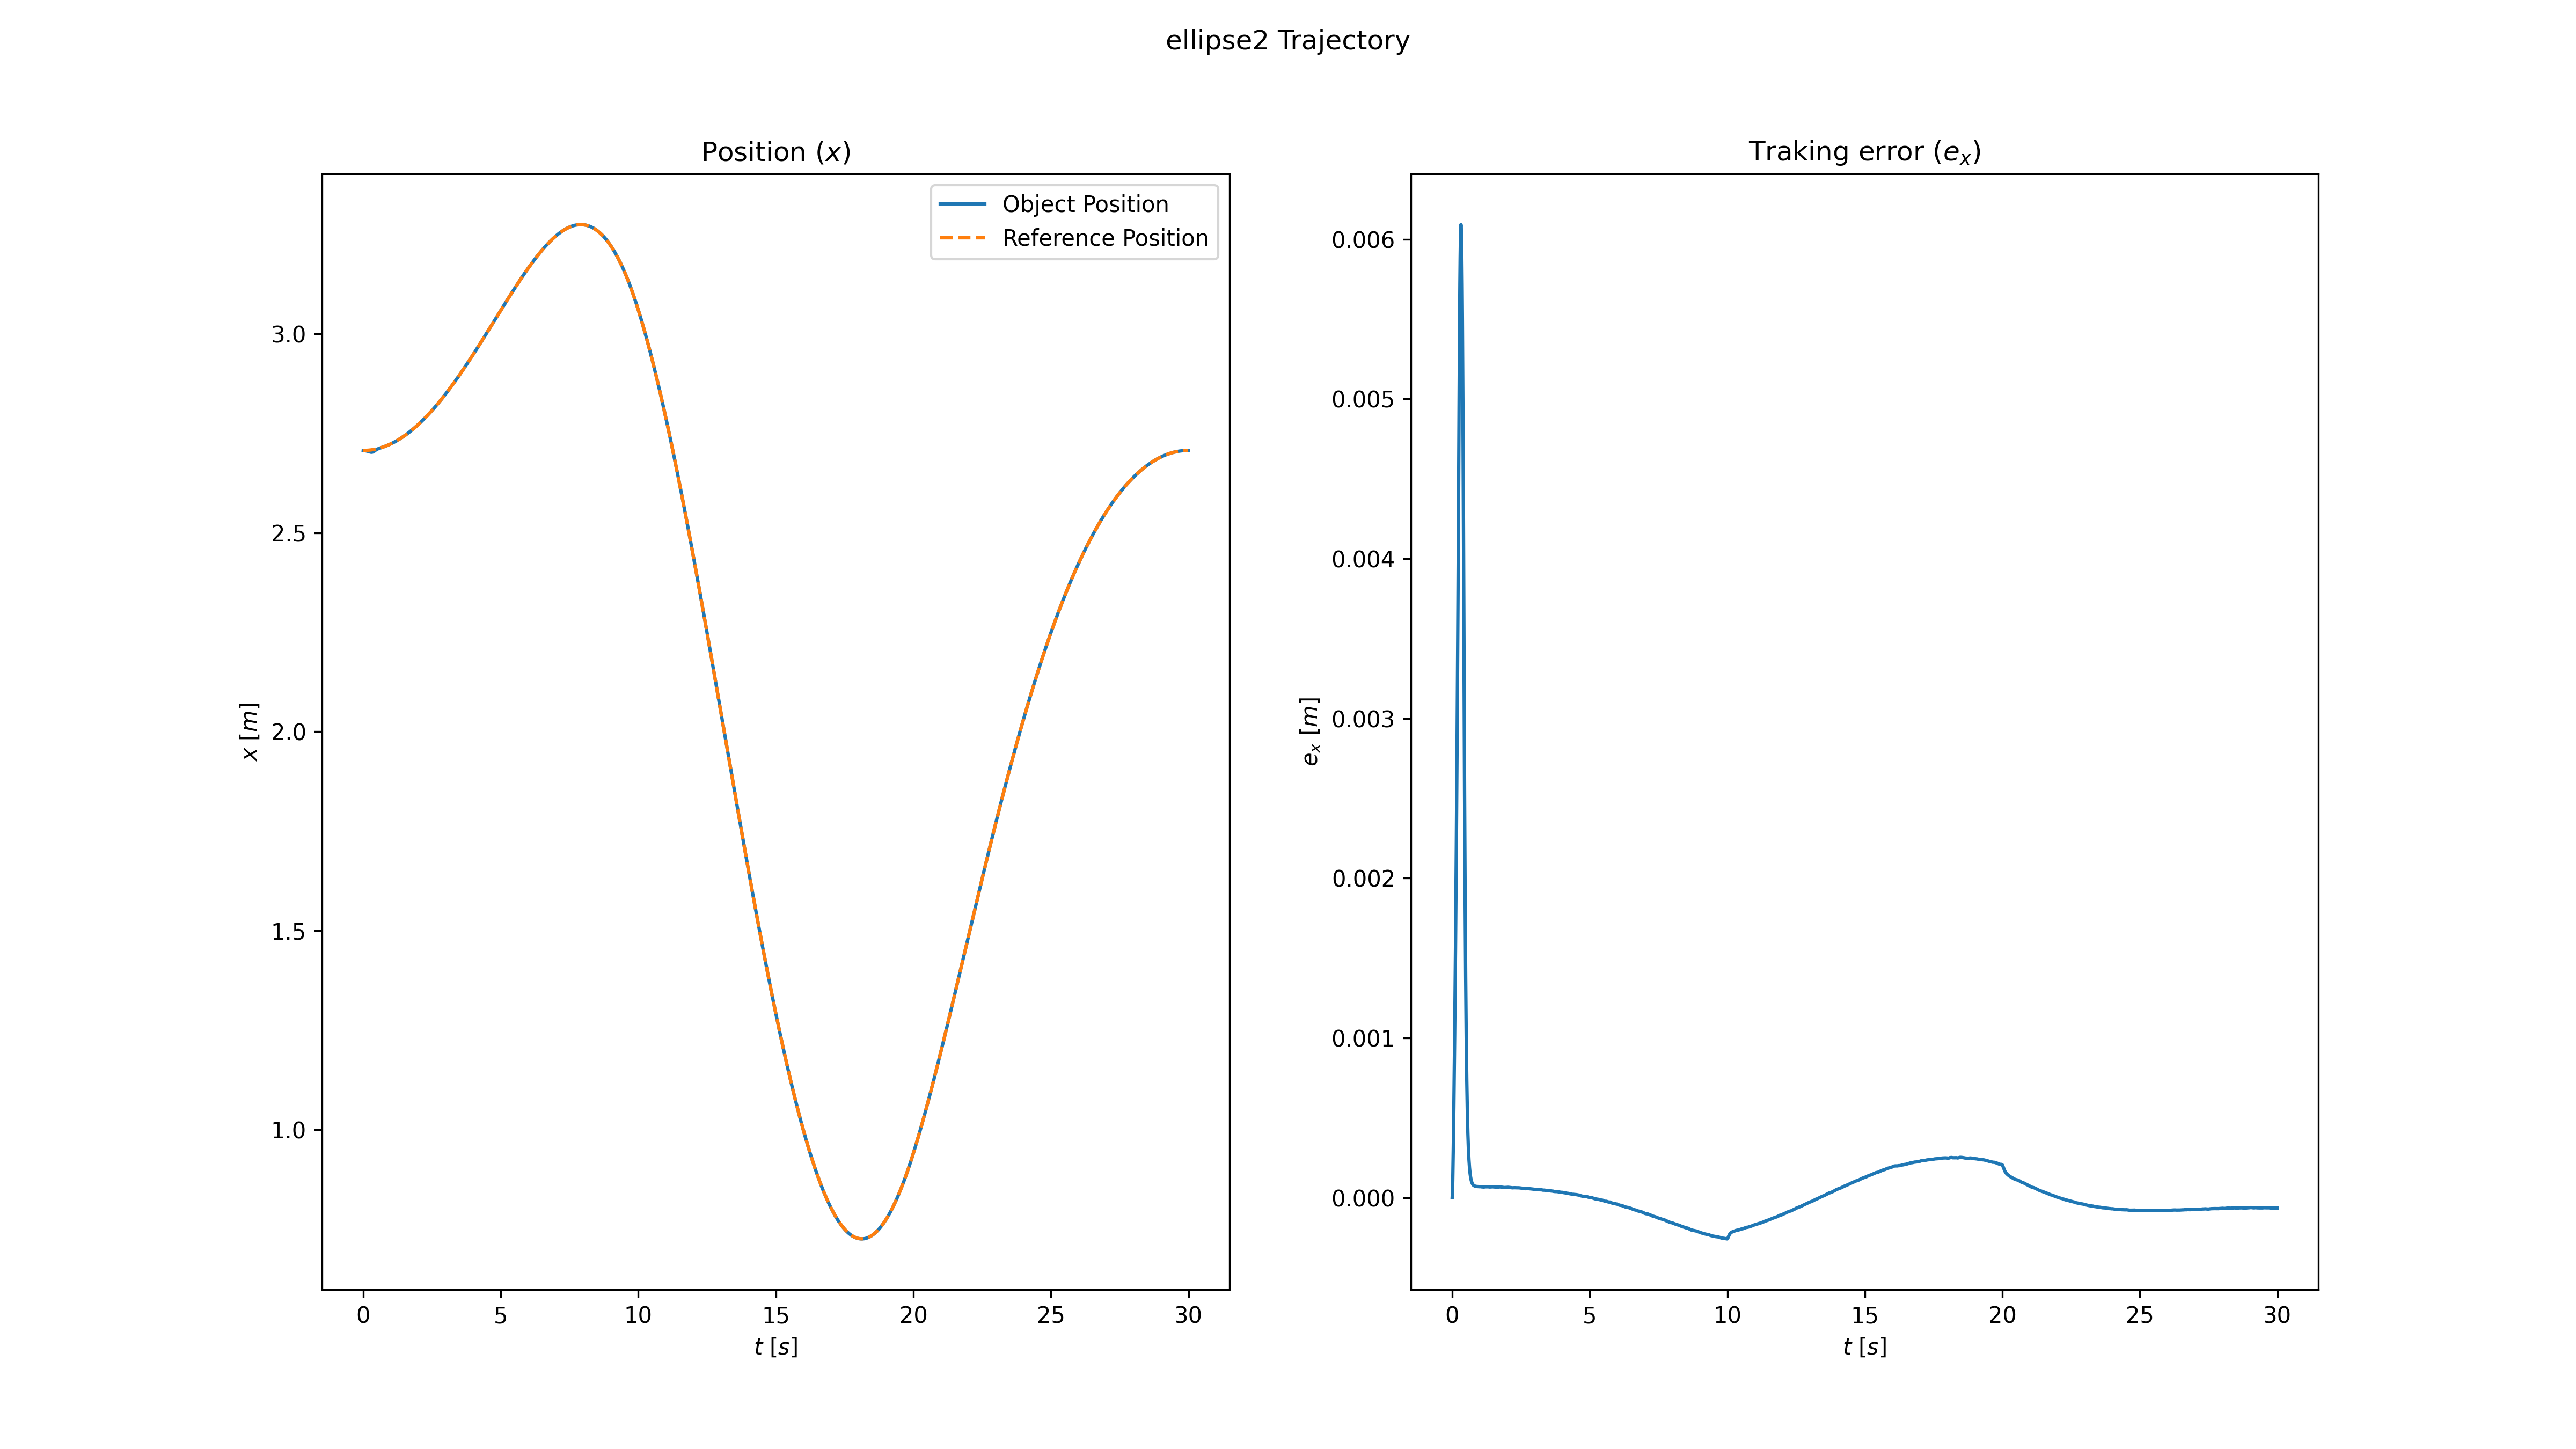 ellipse2 Trajectory
Position (x)
Object Position
Reference Position
3.0
2.5
2.0
1.5
1.0
x [m]
0 5 10 15 20 25 30
t [s]
Traking error (e_x)
0.006
0.005
0.004
0.003
0.002
0.001
0.000
e_x [m]
0 5 10 15 20 25 30
t [s]